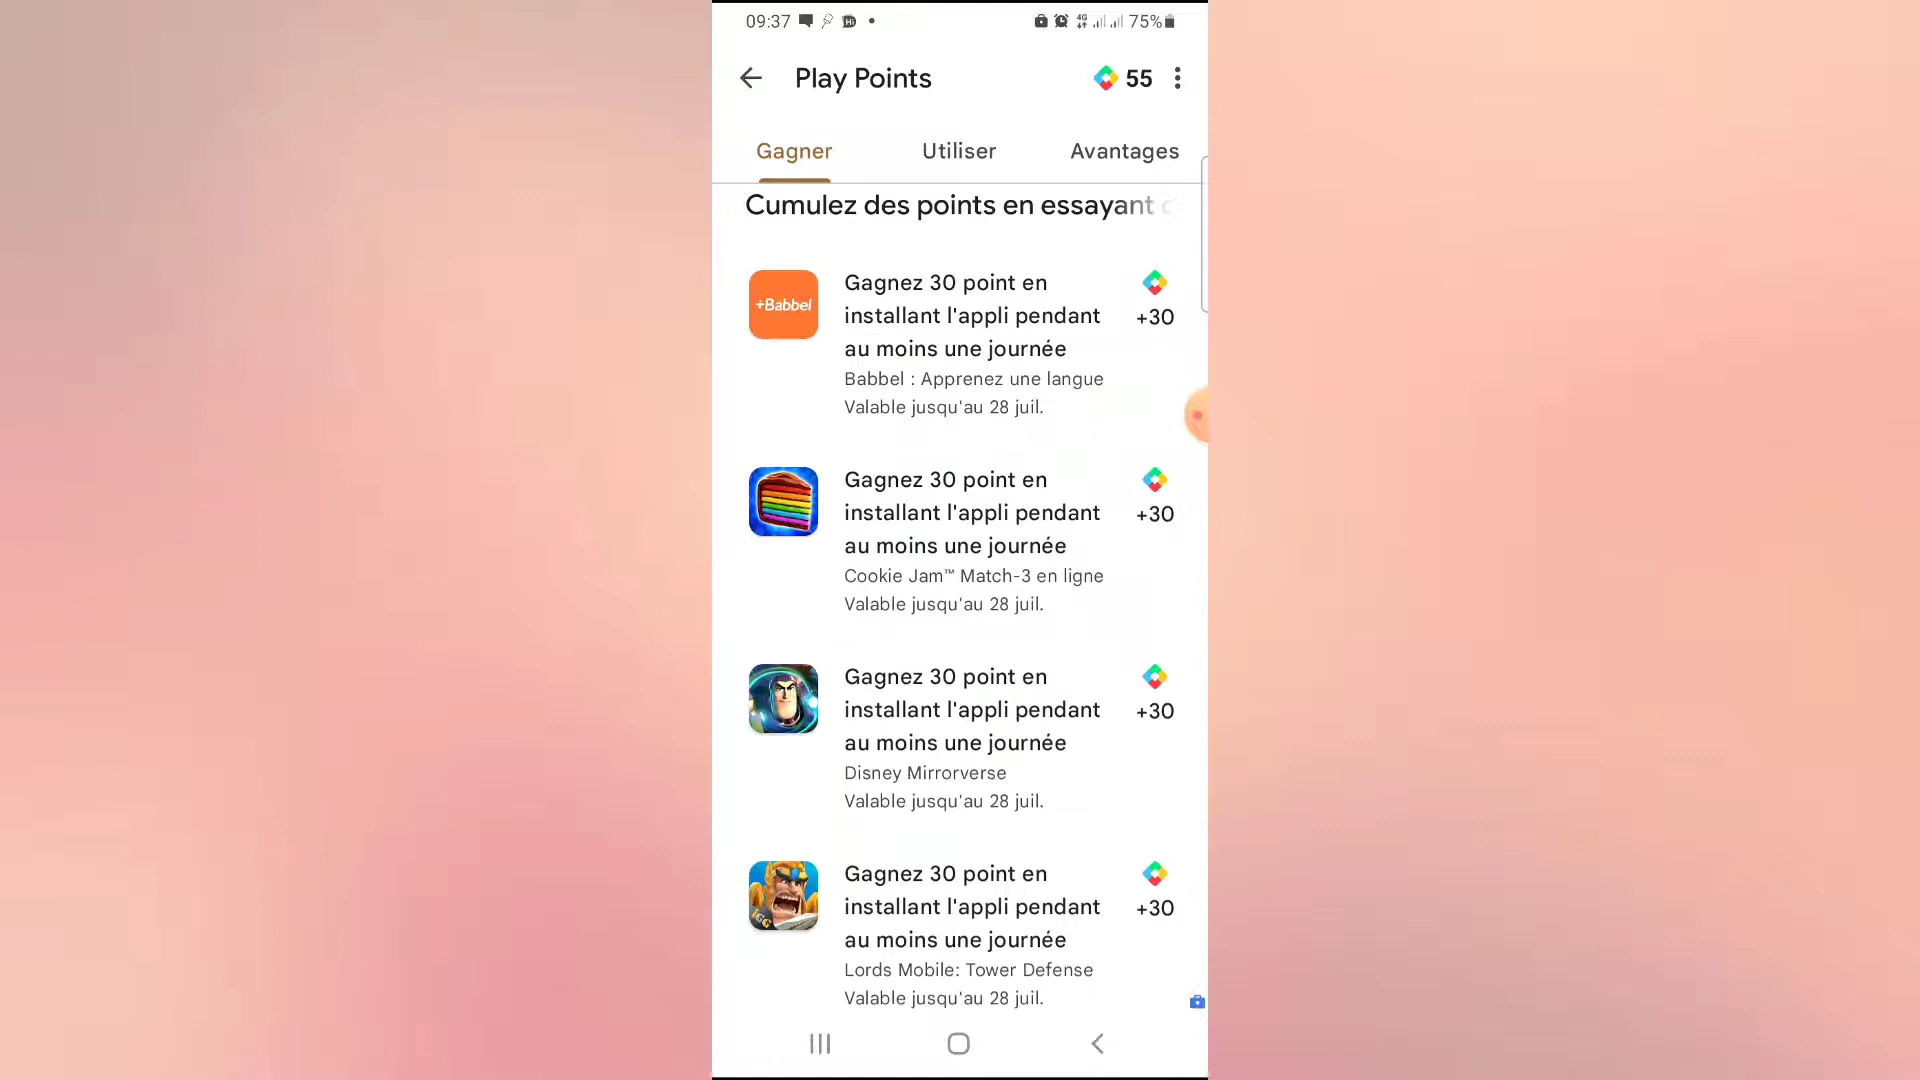 09:37
4G
75%
Play Points
55
Gagner
Utiliser
Avantages
Cumulez des points en essayant
+Babbel
Gagnez 30 point en
installant l'appli pendant
au moins une journée
+30
Babbel : Apprenez une langue
Valable jusqu'au 28 juil.
Gagnez 30 point en
installant l'appli pendant
au moins une journée
+30
Cookie Jam™ Match-3 en ligne
Valable jusqu'au 28 juil.
Gagnez 30 point en
installant l'appli pendant
au moins une journée
+30
Disney Mirrorverse
Valable jusqu'au 28 juil.
IGG
Gagnez 30 point en
installant l'appli pendant
au moins une journée
+30
Lords Mobile: Tower Defense
Valable jusqu'au 28 juil.